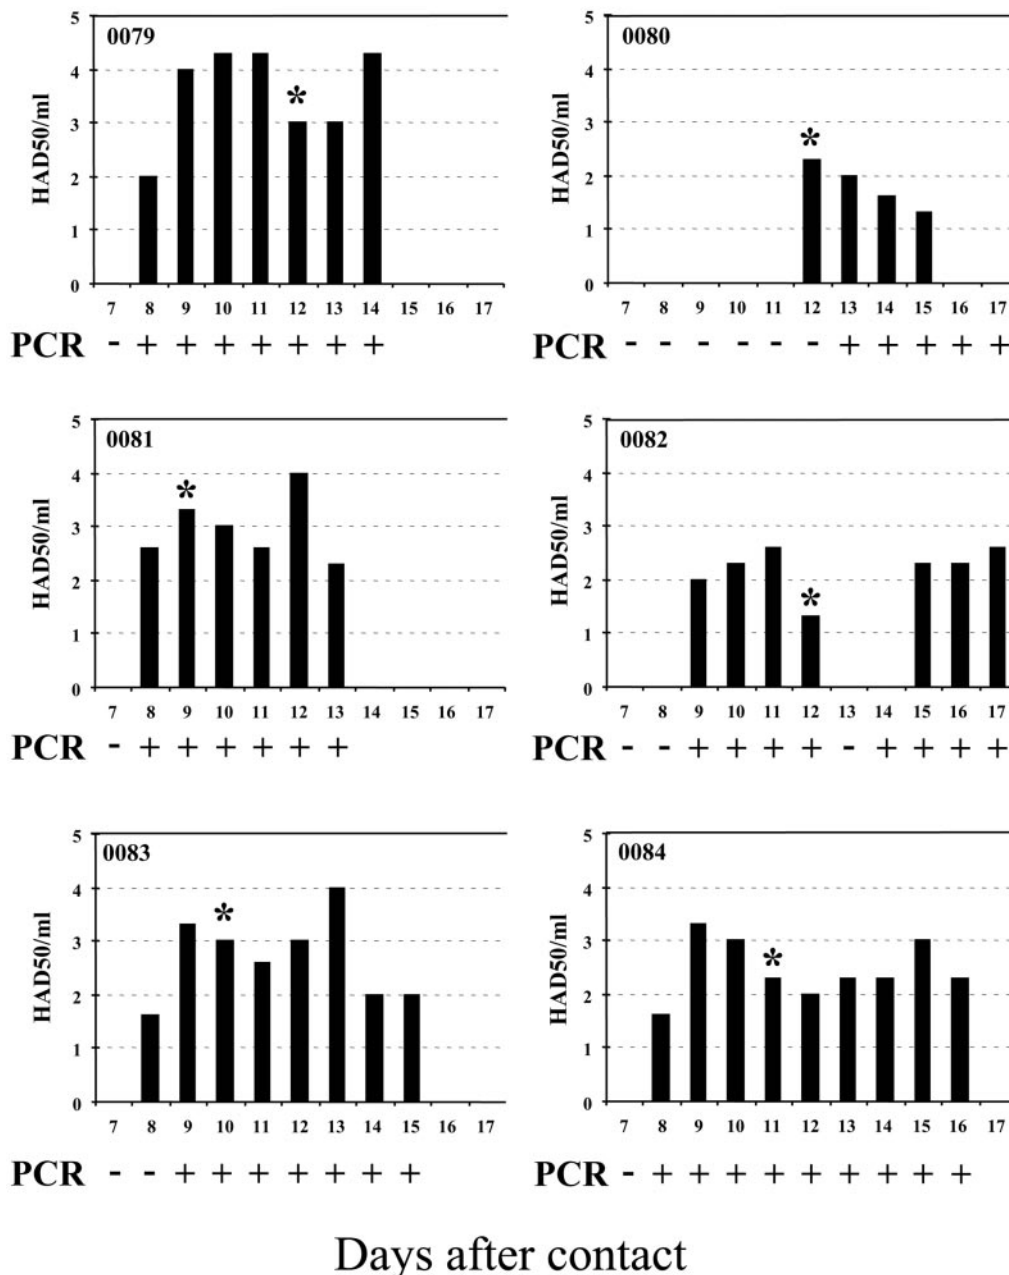 0079
HAD50/ml
5
4
3
2
1
0
*
7 8 9 10 11 12 13 14 15 16 17
PCR - + + + + + + +
0080
HAD50/ml
5
4
3
2
1
0
*
7 8 9 10 11 12 13 14 15 16 17
PCR - - - - - - + + + + +
0081
HAD50/ml
5
4
3
2
1
0
*
7 8 9 10 11 12 13 14 15 16 17
PCR - + + + + + +
0082
HAD50/ml
5
4
3
2
1
0
*
7 8 9 10 11 12 13 14 15 16 17
PCR - - + + + + - + + + +
0083
HAD50/ml
5
4
3
2
1
0
*
7 8 9 10 11 12 13 14 15 16 17
PCR - - + + + + + + +
0084
HAD50/ml
5
4
3
2
1
0
*
7 8 9 10 11 12 13 14 15 16 17
PCR - + + + + + + + + +
Days after contact